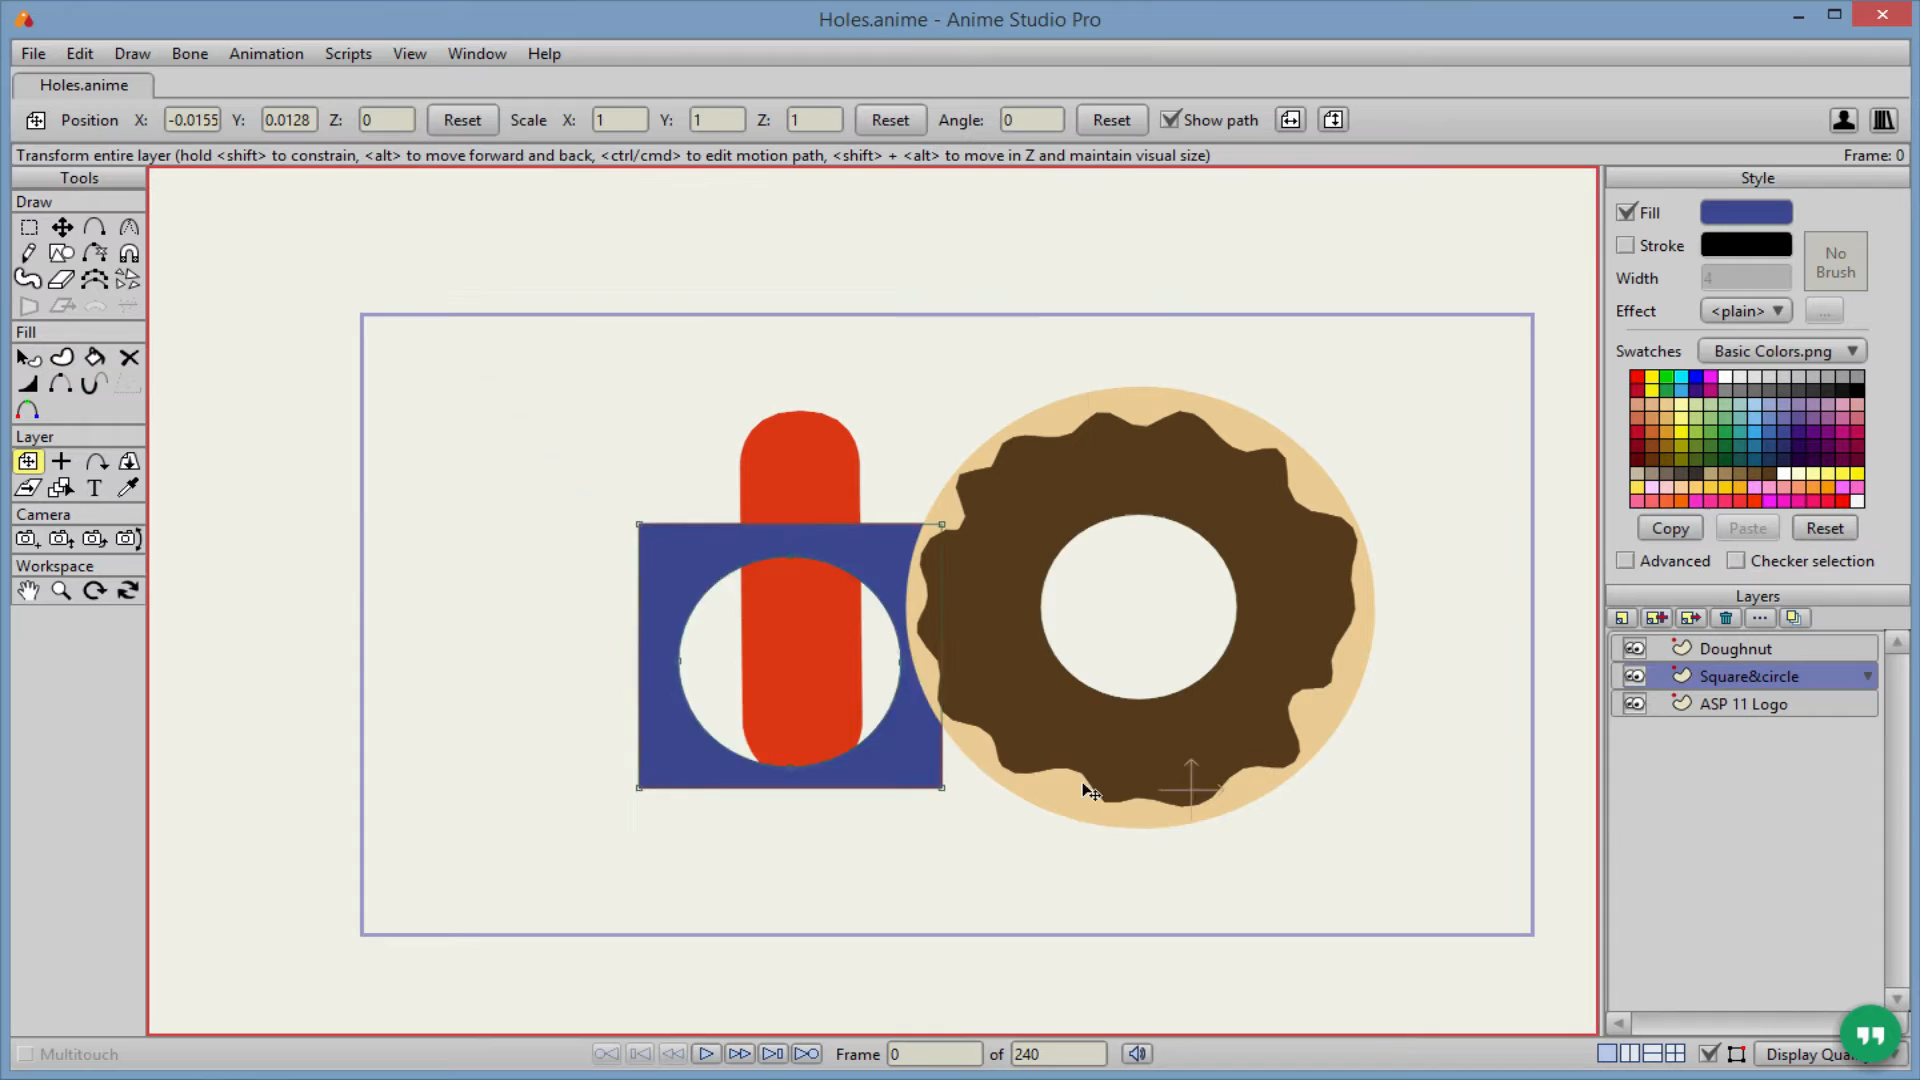 Holes.anime - Anime Studio Pro
File Edit Draw Bone Animation Scripts View Window Help
Holes.anime
Position X: -0.0155 Y: 0.0128 Z: 0 Reset Scale X: 1 Y: 1 Z: 1 Reset Angle: 0 Reset Show path
Transform entire layer (hold <shift> to constrain, <alt> to move forward and back, <ctrl/cmd> to edit motion path, <shift> + <alt> to move in Z and maintain visual size) Frame: 0
Tools
Draw
Fill
Layer
T
Camera
Workspace
Style
Fill
Stroke
No
Brush
Width 4
Effect <plain> ...
Swatches Basic Colors.png
Copy Paste Reset
Advanced Checker selection
Layers
Doughnut
Square&circle
ASP 11 Logo
Multitouch
Frame 0 of 240
Display